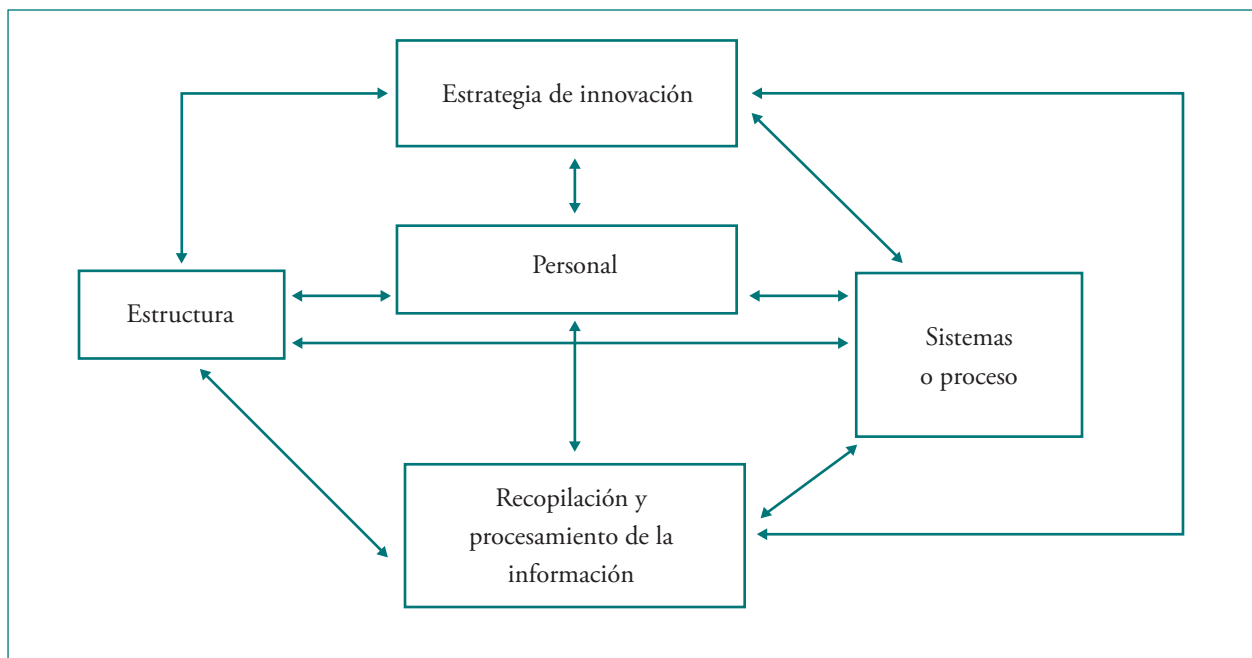 Estrategia de innovación
Personal
Estructura
Sistemas
o proceso
Recopilación y
procesamiento de la
información